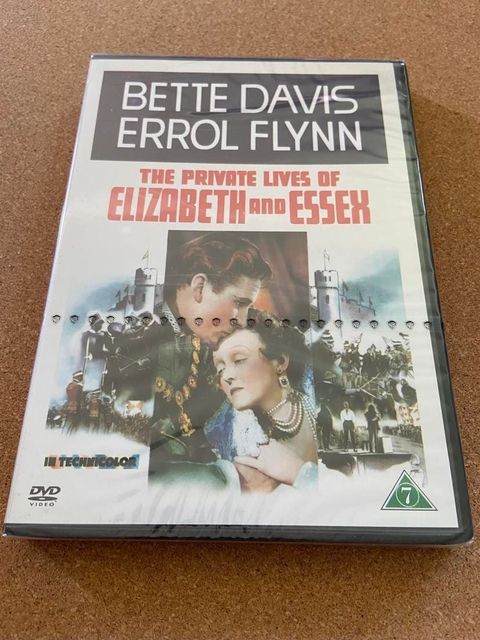 BETTE DAVIS
ERROL FLYNN
THE PRIVATE LIVES OF
ELIZABETH AND ESSEX
IN TECHNICOLOR
DVD
VIDEO
7